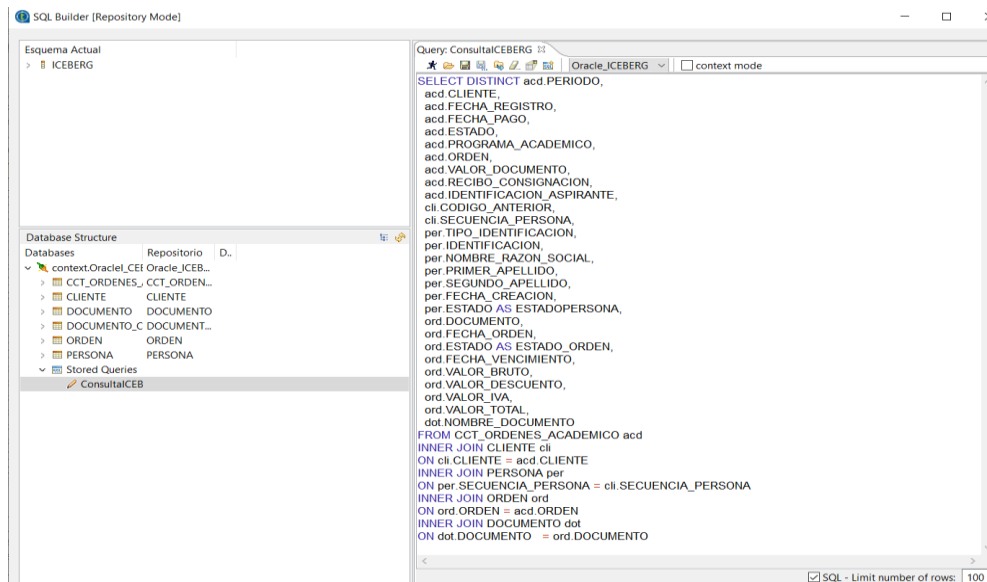 SQL Builder [Repository Mode]
Esquema Actual
ICEBERG
Database Structure
Databases Repositorio D..
context.OracleI_CEI Oracle_ICEB...
CCT_ORDENES_ CCT_ORDEN...
CLIENTE CLIENTE
DOCUMENTO DOCUMENTO
DOCUMENTO_C DOCUMENT...
ORDEN ORDEN
PERSONA PERSONA
Stored Queries
ConsultaICEB
Query: ConsultaICEBERG
Oracle_ICEBERG context mode
SELECT DISTINCT acd.PERIODO,
acd.CLIENTE,
acd.FECHA_REGISTRO,
acd.FECHA_PAGO,
acd.ESTADO,
acd.PROGRAMA_ACADEMICO,
acd.ORDEN,
acd.VALOR_DOCUMENTO,
acd.RECIBO_CONSIGNACION,
acd.IDENTIFICACION_ASPIRANTE,
cli.CODIGO_ANTERIOR,
cli.SECUENCIA_PERSONA,
per.TIPO_IDENTIFICACION,
per.IDENTIFICACION,
per.NOMBRE_RAZON_SOCIAL,
per.PRIMER_APELLIDO,
per.SEGUNDO_APELLIDO,
per.FECHA_CREACION,
per.ESTADO AS ESTADOPERSONA,
ord.DOCUMENTO,
ord.FECHA_ORDEN,
ord.ESTADO AS ESTADO_ORDEN,
ord.FECHA_VENCIMIENTO,
ord.VALOR_BRUTO,
ord.VALOR_DESCUENTO,
ord.VALOR_IVA,
ord.VALOR_TOTAL,
dot.NOMBRE_DOCUMENTO
FROM CCT_ORDENES_ACADEMICO acd
INNER JOIN CLIENTE cli
ON cli.CLIENTE = acd.CLIENTE
INNER JOIN PERSONA per
ON per.SECUENCIA_PERSONA = cli.SECUENCIA_PERSONA
INNER JOIN ORDEN ord
ON ord.ORDEN = acd.ORDEN
INNER JOIN DOCUMENTO dot
ON dot.DOCUMENTO = ord.DOCUMENTO
SQL - Limit number of rows: 100